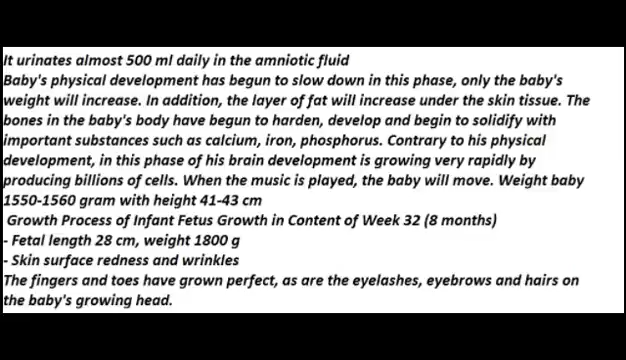 It urinates almost 500 ml daily in the amniotic fluid
Baby's physical development has begun to slow down in this phase, only the baby's
weight will increase. In addition, the layer of fat will increase under the skin tissue. The
bones in the baby's body have begun to harden, develop and begin to solidify with
important substances such as calcium, iron, phosphorus. Contrary to his physical
development, in this phase of his brain development is growing very rapidly by
producing billions of cells. When the music is played, the baby will move. Weight baby
1550-1560 gram with height 41-43 cm
Growth Process of Infant Fetus Growth in Content of Week 32 (8 months)
- Fetal length 28 cm, weight 1800 g
- Skin surface redness and wrinkles
The fingers and toes have grown perfect, as are the eyelashes, eyebrows and hairs on
the baby's growing head.